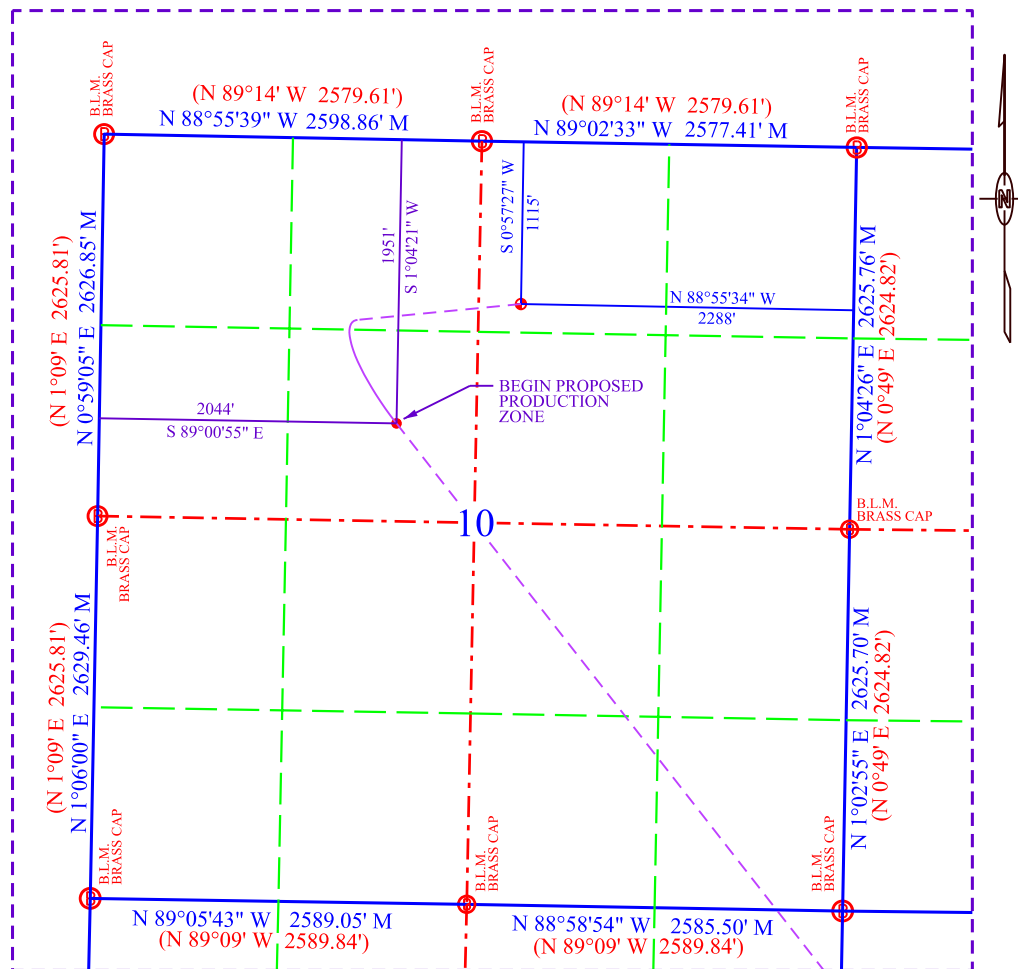 B.L.M.
BRASS CAP
B.L.M.
BRASS CAP
B.L.M.
BRASS CAP
(N 89°14' W 2579.61')
N 88°55'39" W 2598.86' M
(N 89°14' W 2579.61')
N 89°02'33" W 2577.41' M
N
(N 1°09' E 2625.81')
N 0°59'05" E 2626.85' M
1951'
S 1°04'21" W
S 0°57'27" W
1115'
N 88°55'34" W
2288'
N 1°04'26" E 2625.76' M
(N 0°49' E 2624.82')
BEGIN PROPOSED
PRODUCTION
ZONE
2044'
S 89°00'55" E
B.L.M.
BRASS CAP
10
B.L.M.
BRASS CAP
(N 1°09' E 2625.81')
N 1°06'00" E 2629.46' M
N 1°02'55" E 2625.70' M
(N 0°49' E 2624.82')
B.L.M.
BRASS CAP
B.L.M.
BRASS CAP
B.L.M.
BRASS CAP
N 89°05'43" W 2589.05' M
(N 89°09' W 2589.84')
N 88°58'54" W 2585.50' M
(N 89°09' W 2589.84')